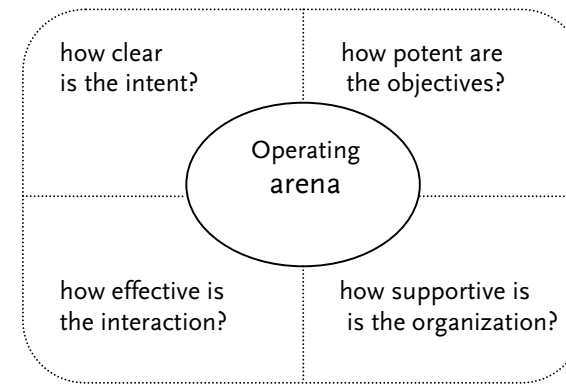 how clear
is the intent?
how potent are
the objectives?
Operating
arena
how effective is
the interaction?
how supportive is
is the organization?